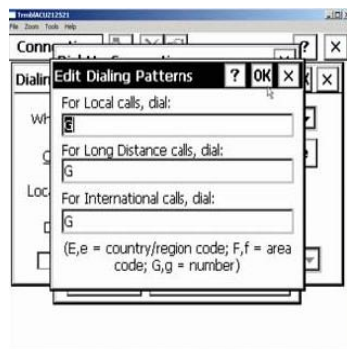 TrmblACU212521
File Zoom Tools Help
Conn
? ×
Dialin
×
Edit Dialing Patterns ? OK ×
For Local calls, dial:
G
For Long Distance calls, dial:
G
For International calls, dial:
G
(E,e = country/region code; F,f = area
code; G,g = number)
Loc